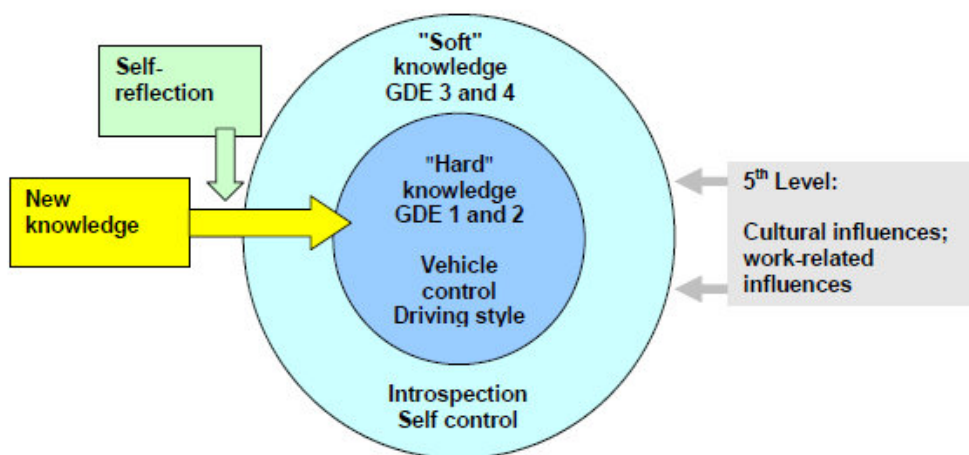 Self-
reflection
New
knowledge
"Soft"
knowledge
GDE 3 and 4
"Hard"
knowledge
GDE 1 and 2
Vehicle
control
Driving style
Introspection
Self control
5th Level:
Cultural influences;
work-related
influences